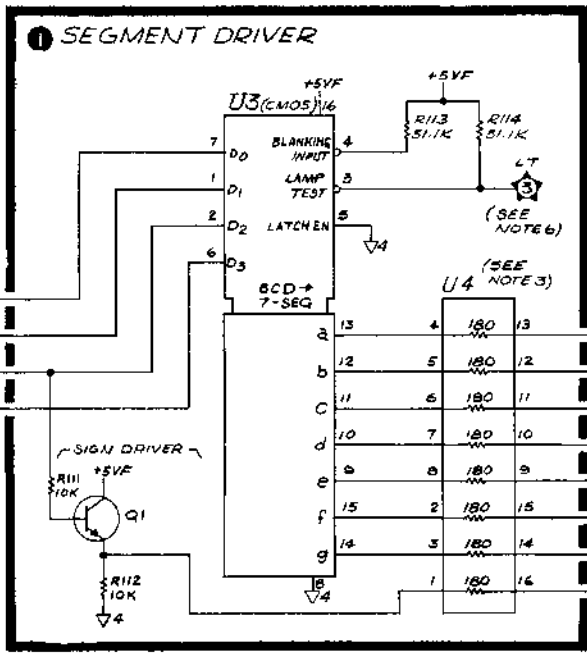 i SEGMENT DRIVER
+5VF
+5VF
U3 (CMOS) 16
R113
51.1K
R114
51.1K
7 D0 BLANKING INPUT 4
1 D1 LAMP TEST 3
LT
3
(SEE NOTE 6)
2 D2 LATCH EN 5
4
6 D3
BCD→
7-SEG
U4
(SEE NOTE 3)
a 13 4 180 13
b 12 5 180 12
c 11 6 180 11
d 10 7 180 10
e 9 8 180 9
f 15 2 180 15
g 14 3 180 14
1 180 16
8
4
SIGN DRIVER
+5VF
R111
10K
Q1
R112
10K
4